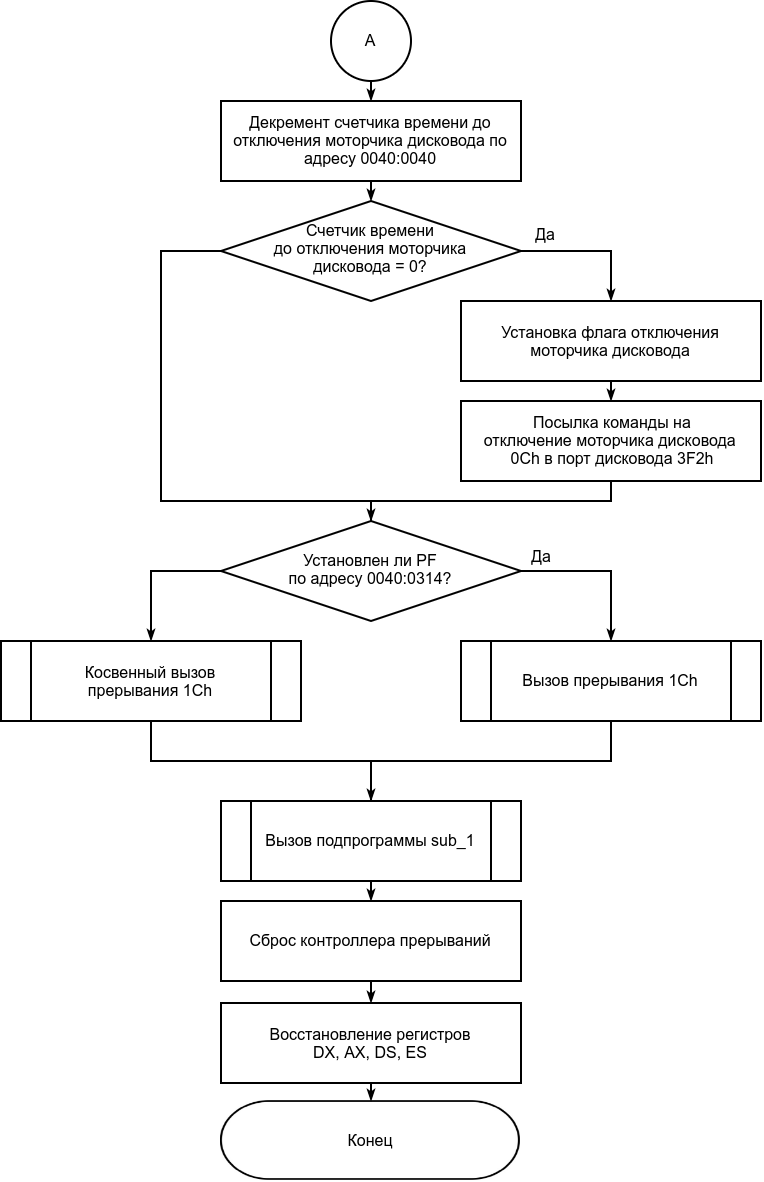 А
Декремент счетчика времени до
отключения моторчика дисковода по
адресу 0040:0040
Счетчик времени
до отключения моторчика
дисковода = 0?
Да
Установка флага отключения
моторчика дисковода
Посылка команды на
отключение моторчика дисковода
0Ch в порт дисковода 3F2h
Установлен ли PF
по адресу 0040:0314?
Да
Косвенный вызов
прерывания 1Ch
Вызов прерывания 1Ch
Вызов подпрограммы sub_1
Сброс контроллера прерываний
Восстановление регистров
DX, AX, DS, ES
Конец